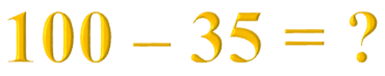 100 – 35 = ?